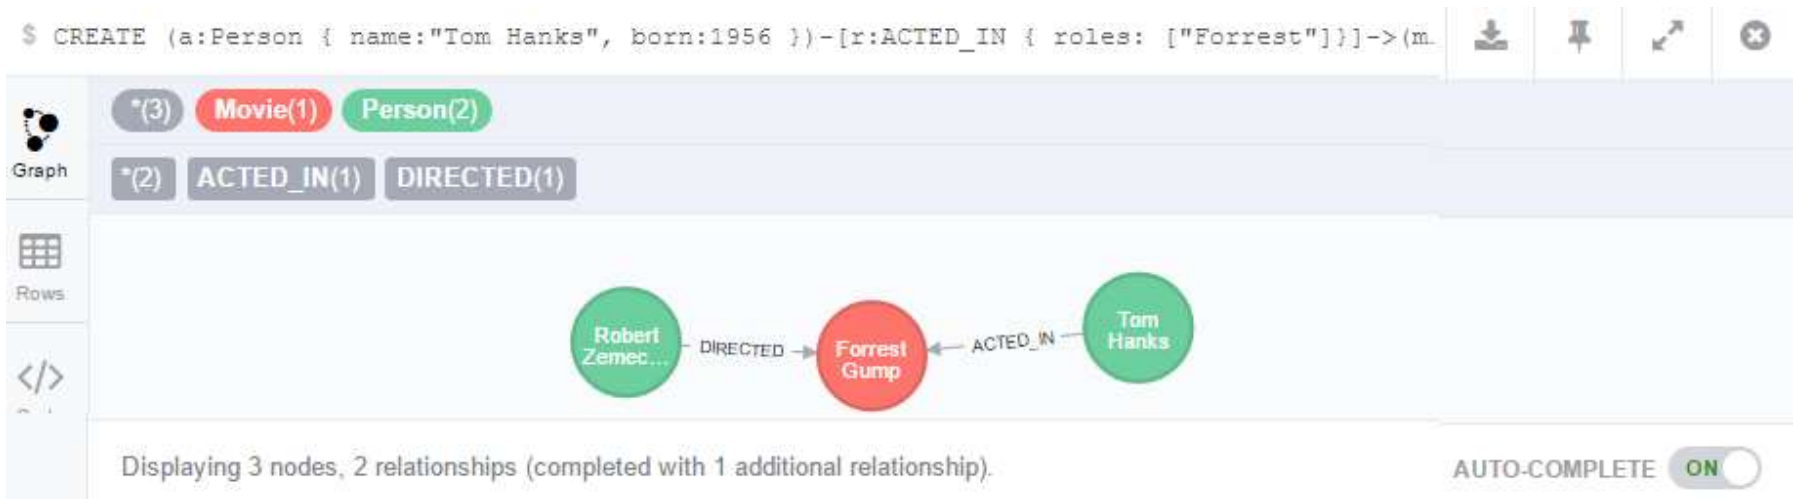 $ CREATE (a:Person { name:"Tom Hanks", born:1956 })-[r:ACTED_IN { roles: ["Forrest"]}]->(m…
*(3) Movie(1) Person(2)
Graph
*(2) ACTED_IN(1) DIRECTED(1)
Rows
Robert
Zemec...
DIRECTED
Forrest
Gump
ACTED_IN
Tom
Hanks
</>
Displaying 3 nodes, 2 relationships (completed with 1 additional relationship).
AUTO-COMPLETE ON